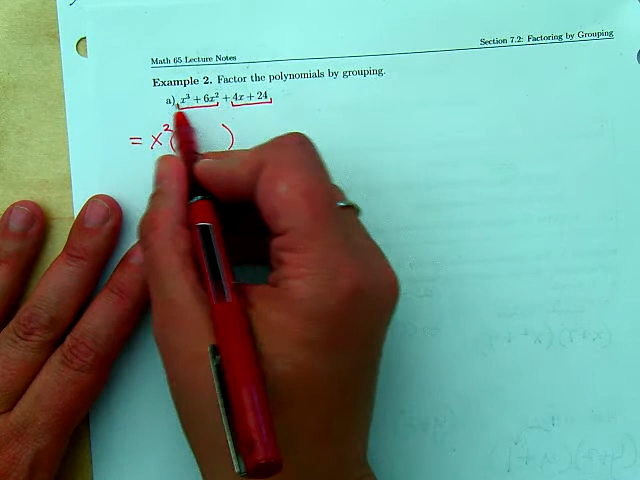 Math 65 Lecture Notes
Section 7.2: Factoring by Grouping
Example 2. Factor the polynomials by grouping.
a) x³ + 6x² + 4x + 24
= x² ( )